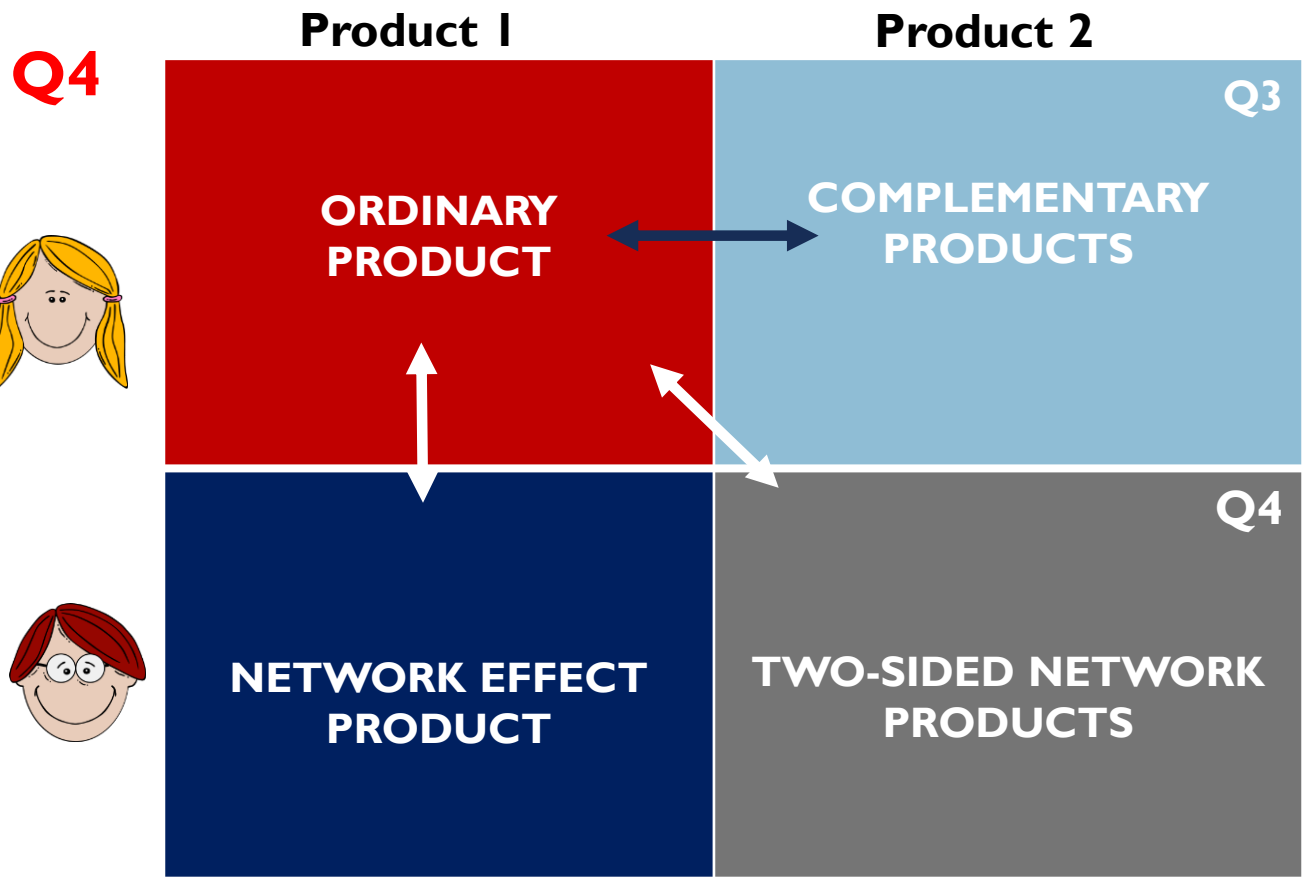 Product 1
Product 2
Q4
Q3
ORDINARY
PRODUCT
COMPLEMENTARY
PRODUCTS
Q4
NETWORK EFFECT
PRODUCT
TWO-SIDED NETWORK
PRODUCTS